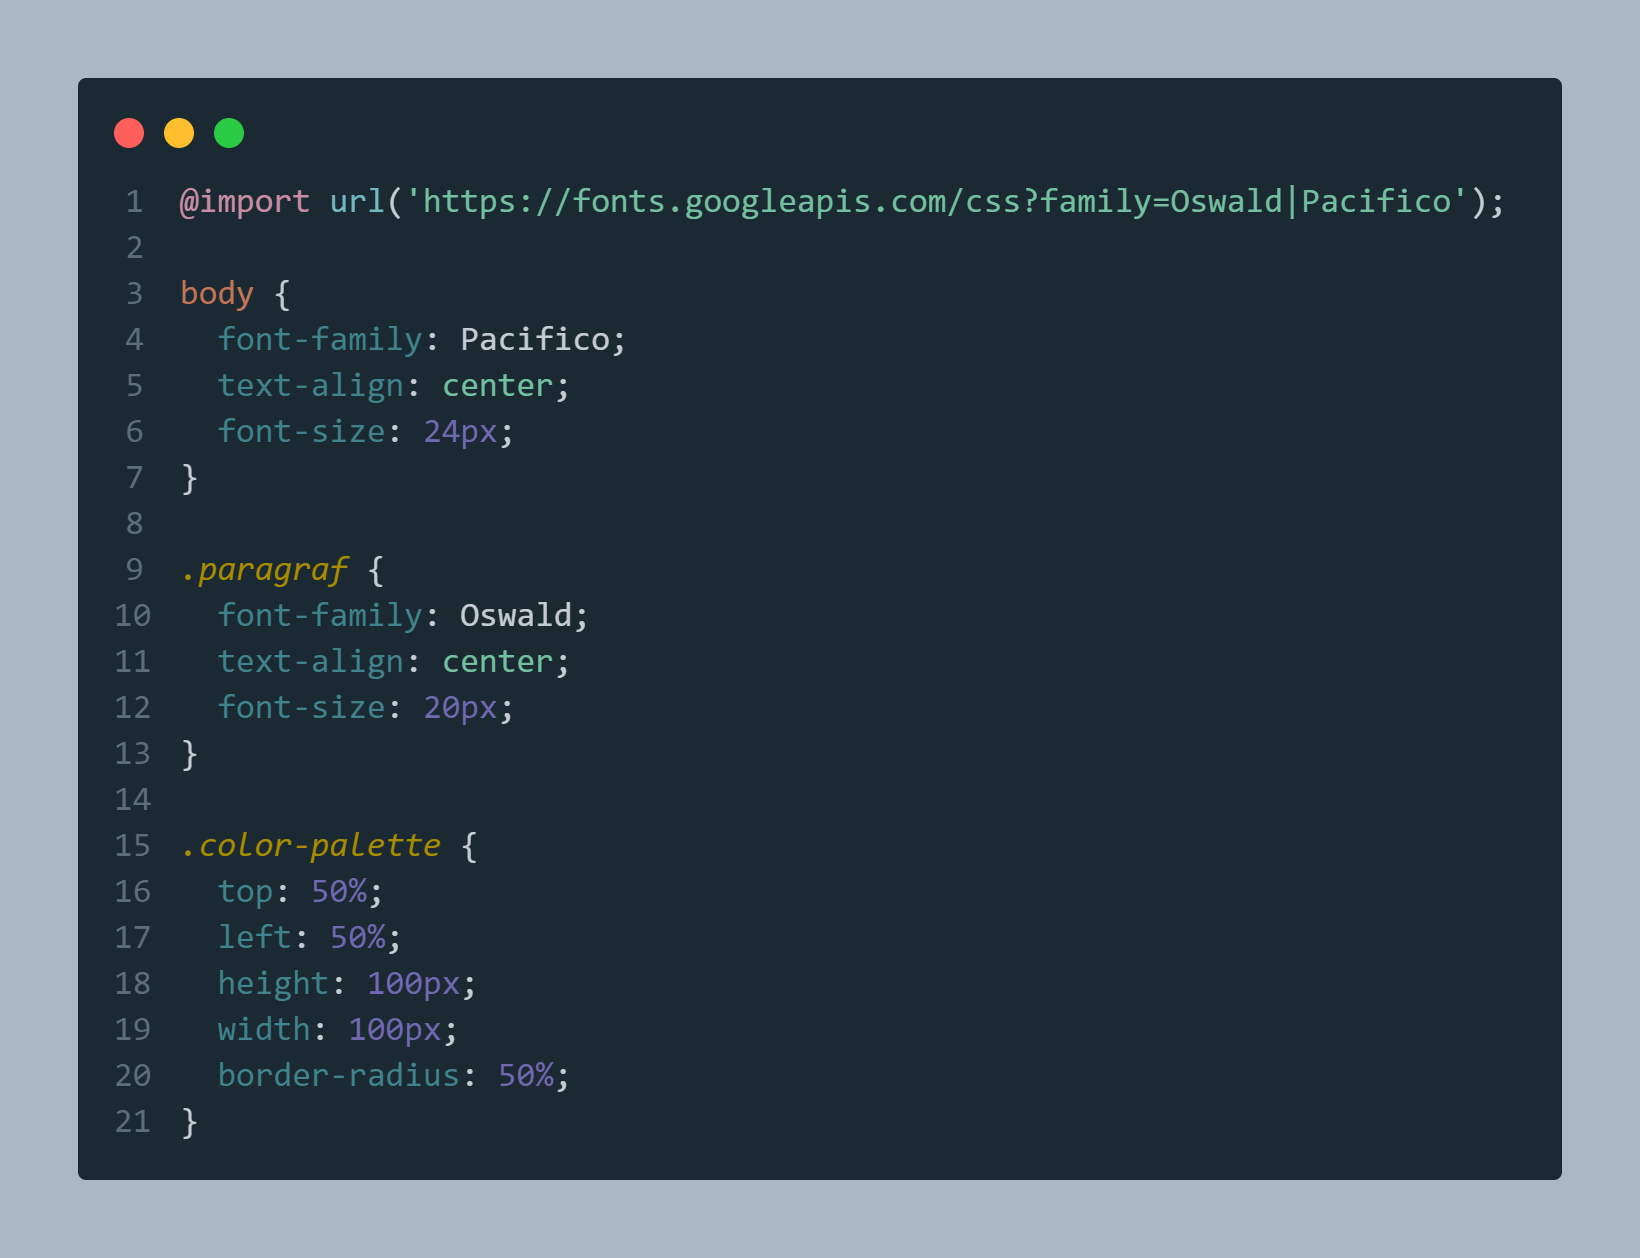 1 @import url('https://fonts.googleapis.com/css?family=Oswald|Pacifico');
2
3 body {
4   font-family: Pacifico;
5   text-align: center;
6   font-size: 24px;
7 }
8
9 .paragraf {
10   font-family: Oswald;
11   text-align: center;
12   font-size: 20px;
13 }
14
15 .color-palette {
16   top: 50%;
17   left: 50%;
18   height: 100px;
19   width: 100px;
20   border-radius: 50%;
21 }